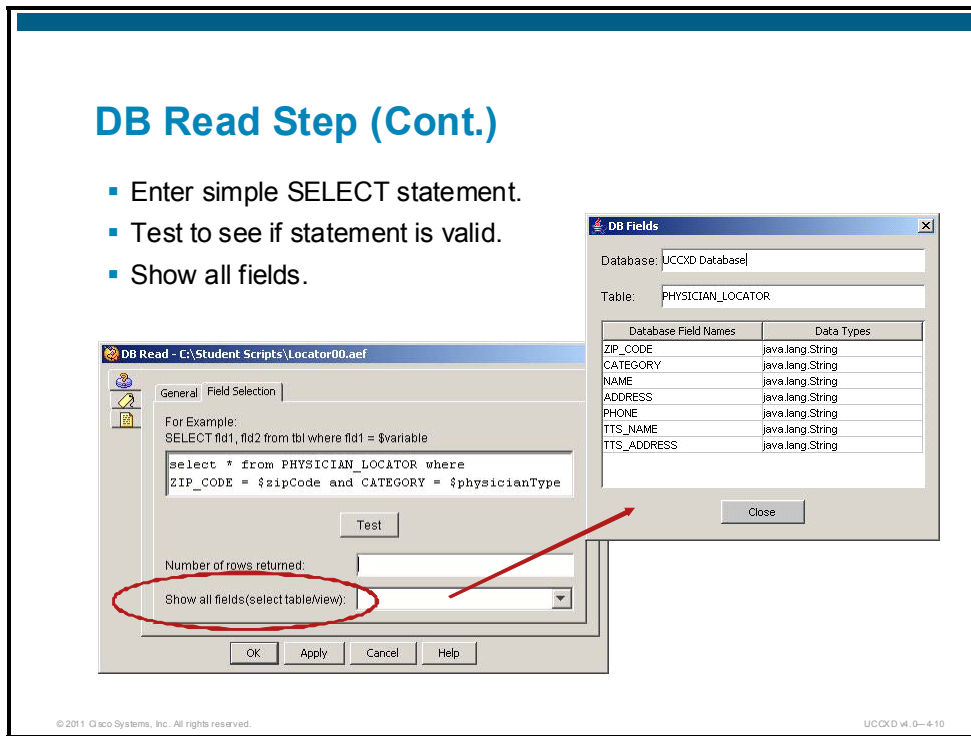 DB Read Step (Cont.)
Enter simple SELECT statement.
Test to see if statement is valid.
Show all fields.
DB Fields
Database: UCCXD Database
Table: PHYSICIAN_LOCATOR
Database Field Names Data Types
ZIP_CODE java.lang.String
CATEGORY java.lang.String
NAME java.lang.String
ADDRESS java.lang.String
PHONE java.lang.String
TTS_NAME java.lang.String
TTS_ADDRESS java.lang.String
Close
DB Read - C:\Student Scripts\Locator00.aef
General Field Selection
For Example:
SELECT fld1, fld2 from tbl where fld1 = $variable
select * from PHYSICIAN_LOCATOR where
ZIP_CODE = $zipCode and CATEGORY = $physicianType
Test
Number of rows returned:
Show all fields(select table/view):
OK Apply Cancel Help
© 2011 Cisco Systems, Inc. All rights reserved.
UCCXD v4.0—4-10